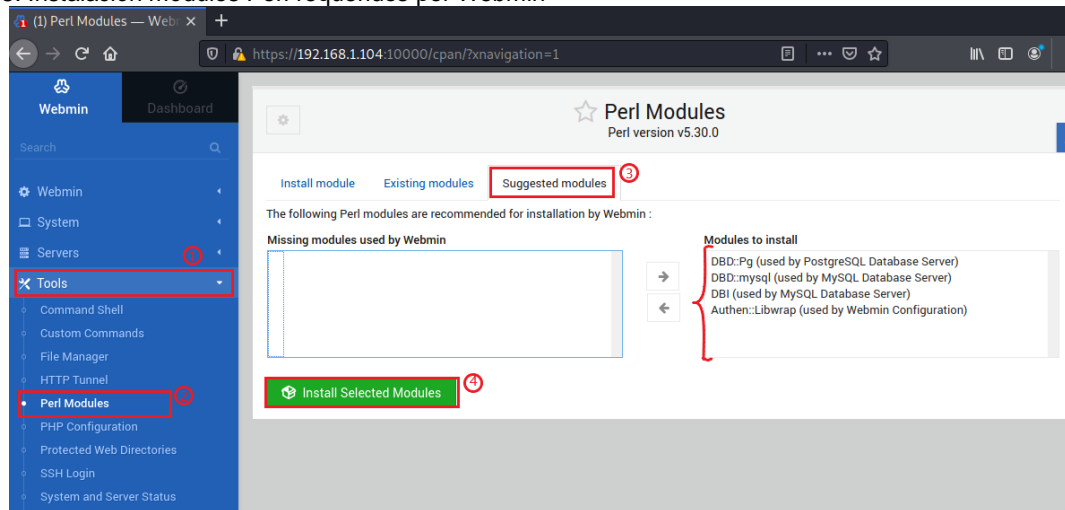 (1) Perl Modules — Webr
https://192.168.1.104:10000/cpan/?xnavigation=1
Webmin
Dashboard
Search
Webmin
System
Servers
Tools
Command Shell
Custom Commands
File Manager
HTTP Tunnel
Perl Modules
PHP Configuration
Protected Web Directories
SSH Login
System and Server Status
Perl Modules
Perl version v5.30.0
Install module Existing modules Suggested modules
3
The following Perl modules are recommended for installation by Webmin :
Missing modules used by Webmin
Modules to install
DBD::Pg (used by PostgreSQL Database Server)
DBD::mysql (used by MySQL Database Server)
DBI (used by MySQL Database Server)
Authen::Libwrap (used by Webmin Configuration)
Install Selected Modules
4
1
2